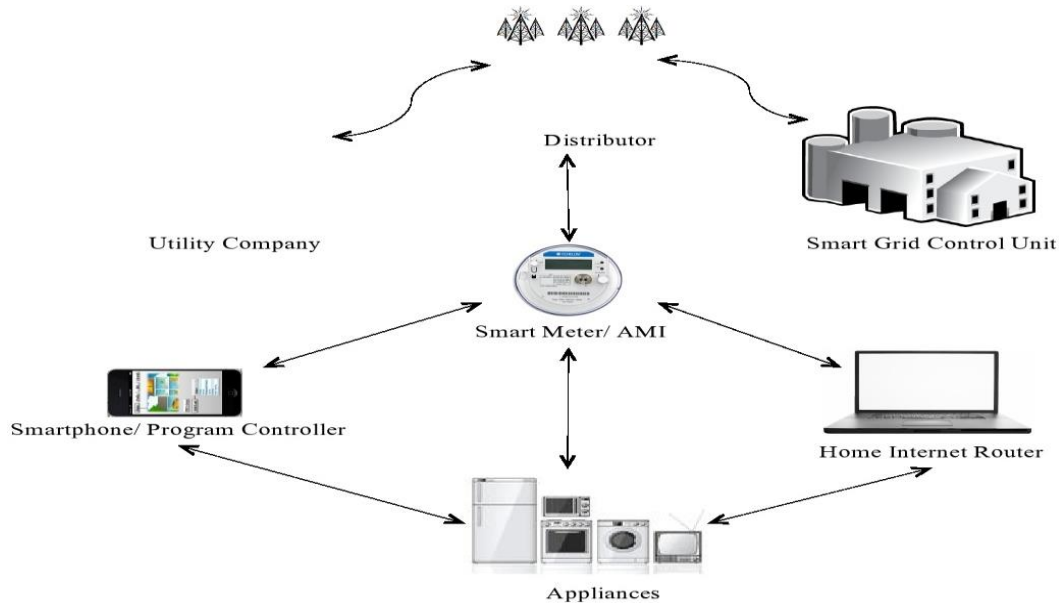 Distributor
Utility Company
Smart Grid Control Unit
Smart Meter/ AMI
Smartphone/ Program Controller
Home Internet Router
Appliances